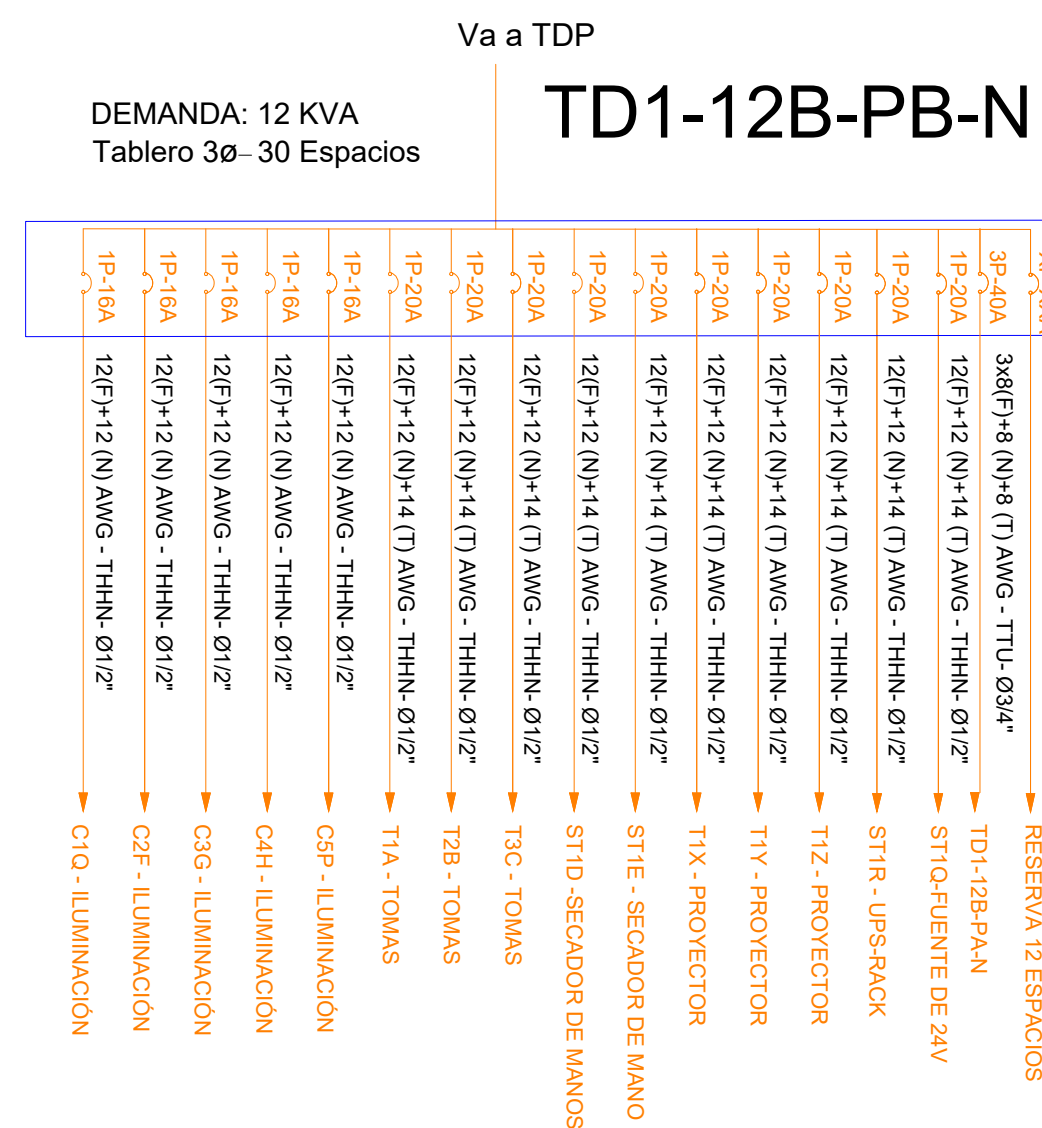 Va a TDP
DEMANDA: 12 KVA
Tablero 3ø–30 Espacios
TD1-12B-PB-N
1P-16A
1P-16A
1P-16A
1P-16A
1P-16A
1P-20A
1P-20A
1P-20A
1P-20A
1P-20A
1P-20A
1P-20A
1P-20A
1P-20A
1P-20A
3P-40A
12(F)+12 (N) AWG - THHN- Ø1/2"
12(F)+12 (N) AWG - THHN- Ø1/2"
12(F)+12 (N) AWG - THHN- Ø1/2"
12(F)+12 (N) AWG - THHN- Ø1/2"
12(F)+12 (N) AWG - THHN- Ø1/2"
12(F)+12 (N)+14 (T) AWG - THHN- Ø1/2"
12(F)+12 (N)+14 (T) AWG - THHN- Ø1/2"
12(F)+12 (N)+14 (T) AWG - THHN- Ø1/2"
12(F)+12 (N)+14 (T) AWG - THHN- Ø1/2"
12(F)+12 (N)+14 (T) AWG - THHN- Ø1/2"
12(F)+12 (N)+14 (T) AWG - THHN- Ø1/2"
12(F)+12 (N)+14 (T) AWG - THHN- Ø1/2"
12(F)+12 (N)+14 (T) AWG - THHN- Ø1/2"
12(F)+12 (N)+14 (T) AWG - THHN- Ø1/2"
12(F)+12 (N)+14 (T) AWG - THHN- Ø1/2"
3x8(F)+8 (N)+8 (T) AWG - TTU- Ø3/4"
C1Q - ILUMINACIÓN
C2F - ILUMINACIÓN
C3G - ILUMINACIÓN
C4H - ILUMINACIÓN
C5P - ILUMINACIÓN
T1A - TOMAS
T2B - TOMAS
T3C - TOMAS
ST1D -SECADOR DE MANOS
ST1E - SECADOR DE MANO
T1X - PROYECTOR
T1Y - PROYECTOR
T1Z - PROYECTOR
ST1R - UPS-RACK
ST1Q-FUENTE DE 24V
TD1-12B-PA-N
RESERVA 12 ESPACIOS